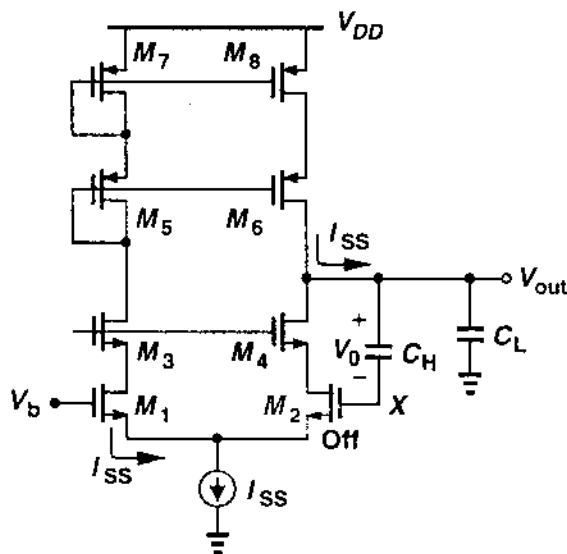 V_DD
M_7 M_8
M_5 M_6
I_SS
V_out
+
V_0 C_H C_L
−
M_3 M_4
V_b M_1 M_2 X
Off
I_SS
I_SS